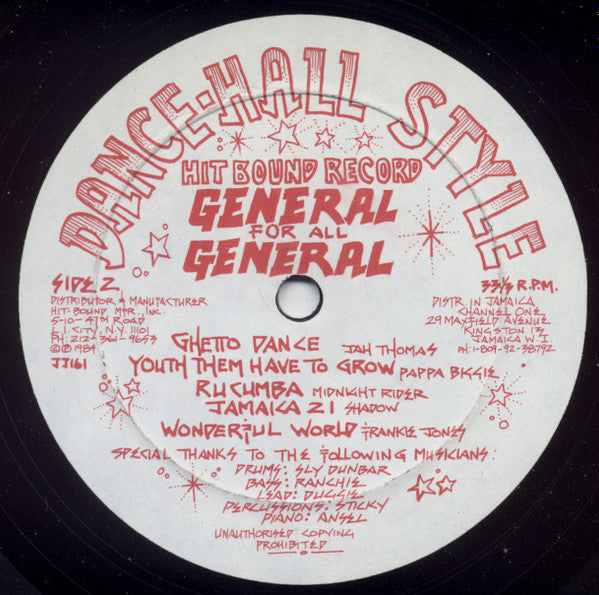 DANCE-HALL STYLE
HIT BOUND RECORD
GENERAL
FOR ALL
GENERAL
SIDE 2
DISTRIBUTOR & MANUFACTURER
HIT BOUND MFR., INC.
5-10-47TH ROAD
L.I. CITY, N.Y. 11101
PH: 212-361-9653
© ℗ 1984
JJ161
33⅓ R.P.M.
DISTR. IN JAMAICA
CHANNEL ONE
29 MAXFIELD AVENUE
KINGSTON 13
JAMAICA W.I.
PH: 1-809-92-38792
GHETTO DANCE JAH THOMAS
YOUTH THEM HAVE TO GROW PAPPA BIGGIE
RUCUMBA MIDNIGHT RIDER
JAMAICA 21 SHADOW
WONDERFUL WORLD FRANKIE JONES
SPECIAL THANKS TO THE FOLLOWING MUSICIANS:
DRUMS: SLY DUNBAR
BASS: RANCHIE
LEAD: DUGSIE
PERCUSSIONS: STICKY
PIANO: ANSEL
UNAUTHORISED COPYING
PROHIBITED